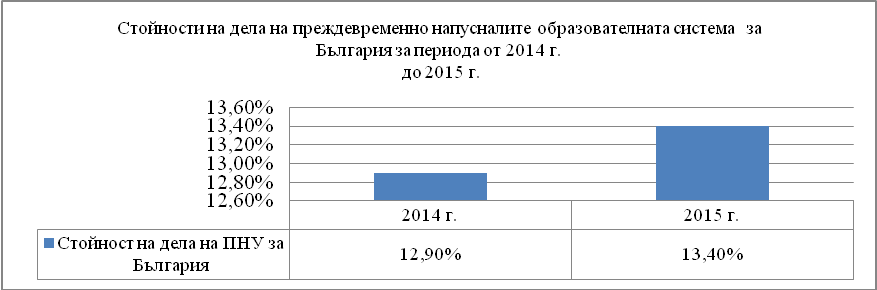 Стойности на дела на преждевременно напусналите образователната система за
България за периода от 2014 г.
до 2015 г.
13,60%
13,40%
13,20%
13,00%
12,80%
12,60%
2014 г. 2015 г.
Стойност на дела на ПНУ за
България
12,90% 13,40%